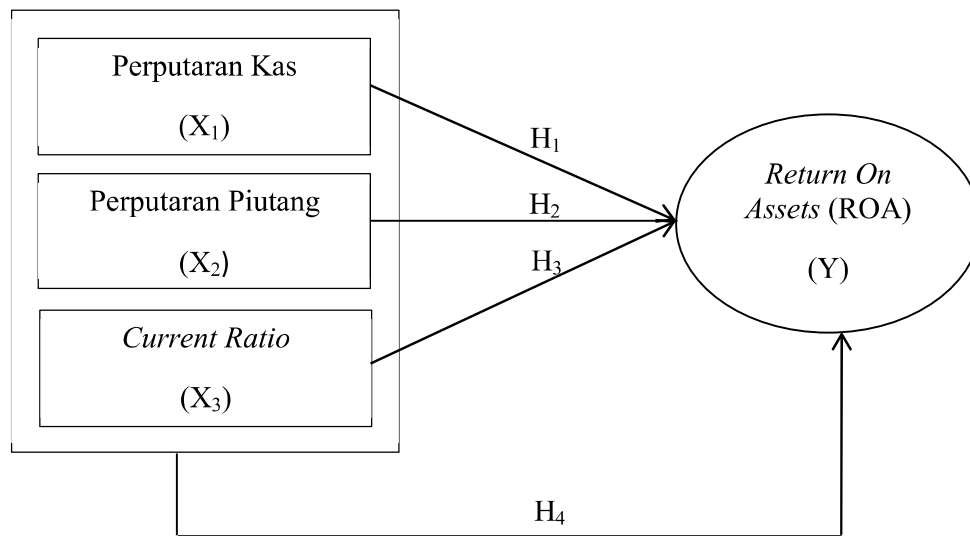 Perputaran Kas
(X₁)
H₁
Perputaran Piutang
(X₂)
H₂
Current Ratio
(X₃)
H₃
Return On
Assets (ROA)
(Y)
H₄